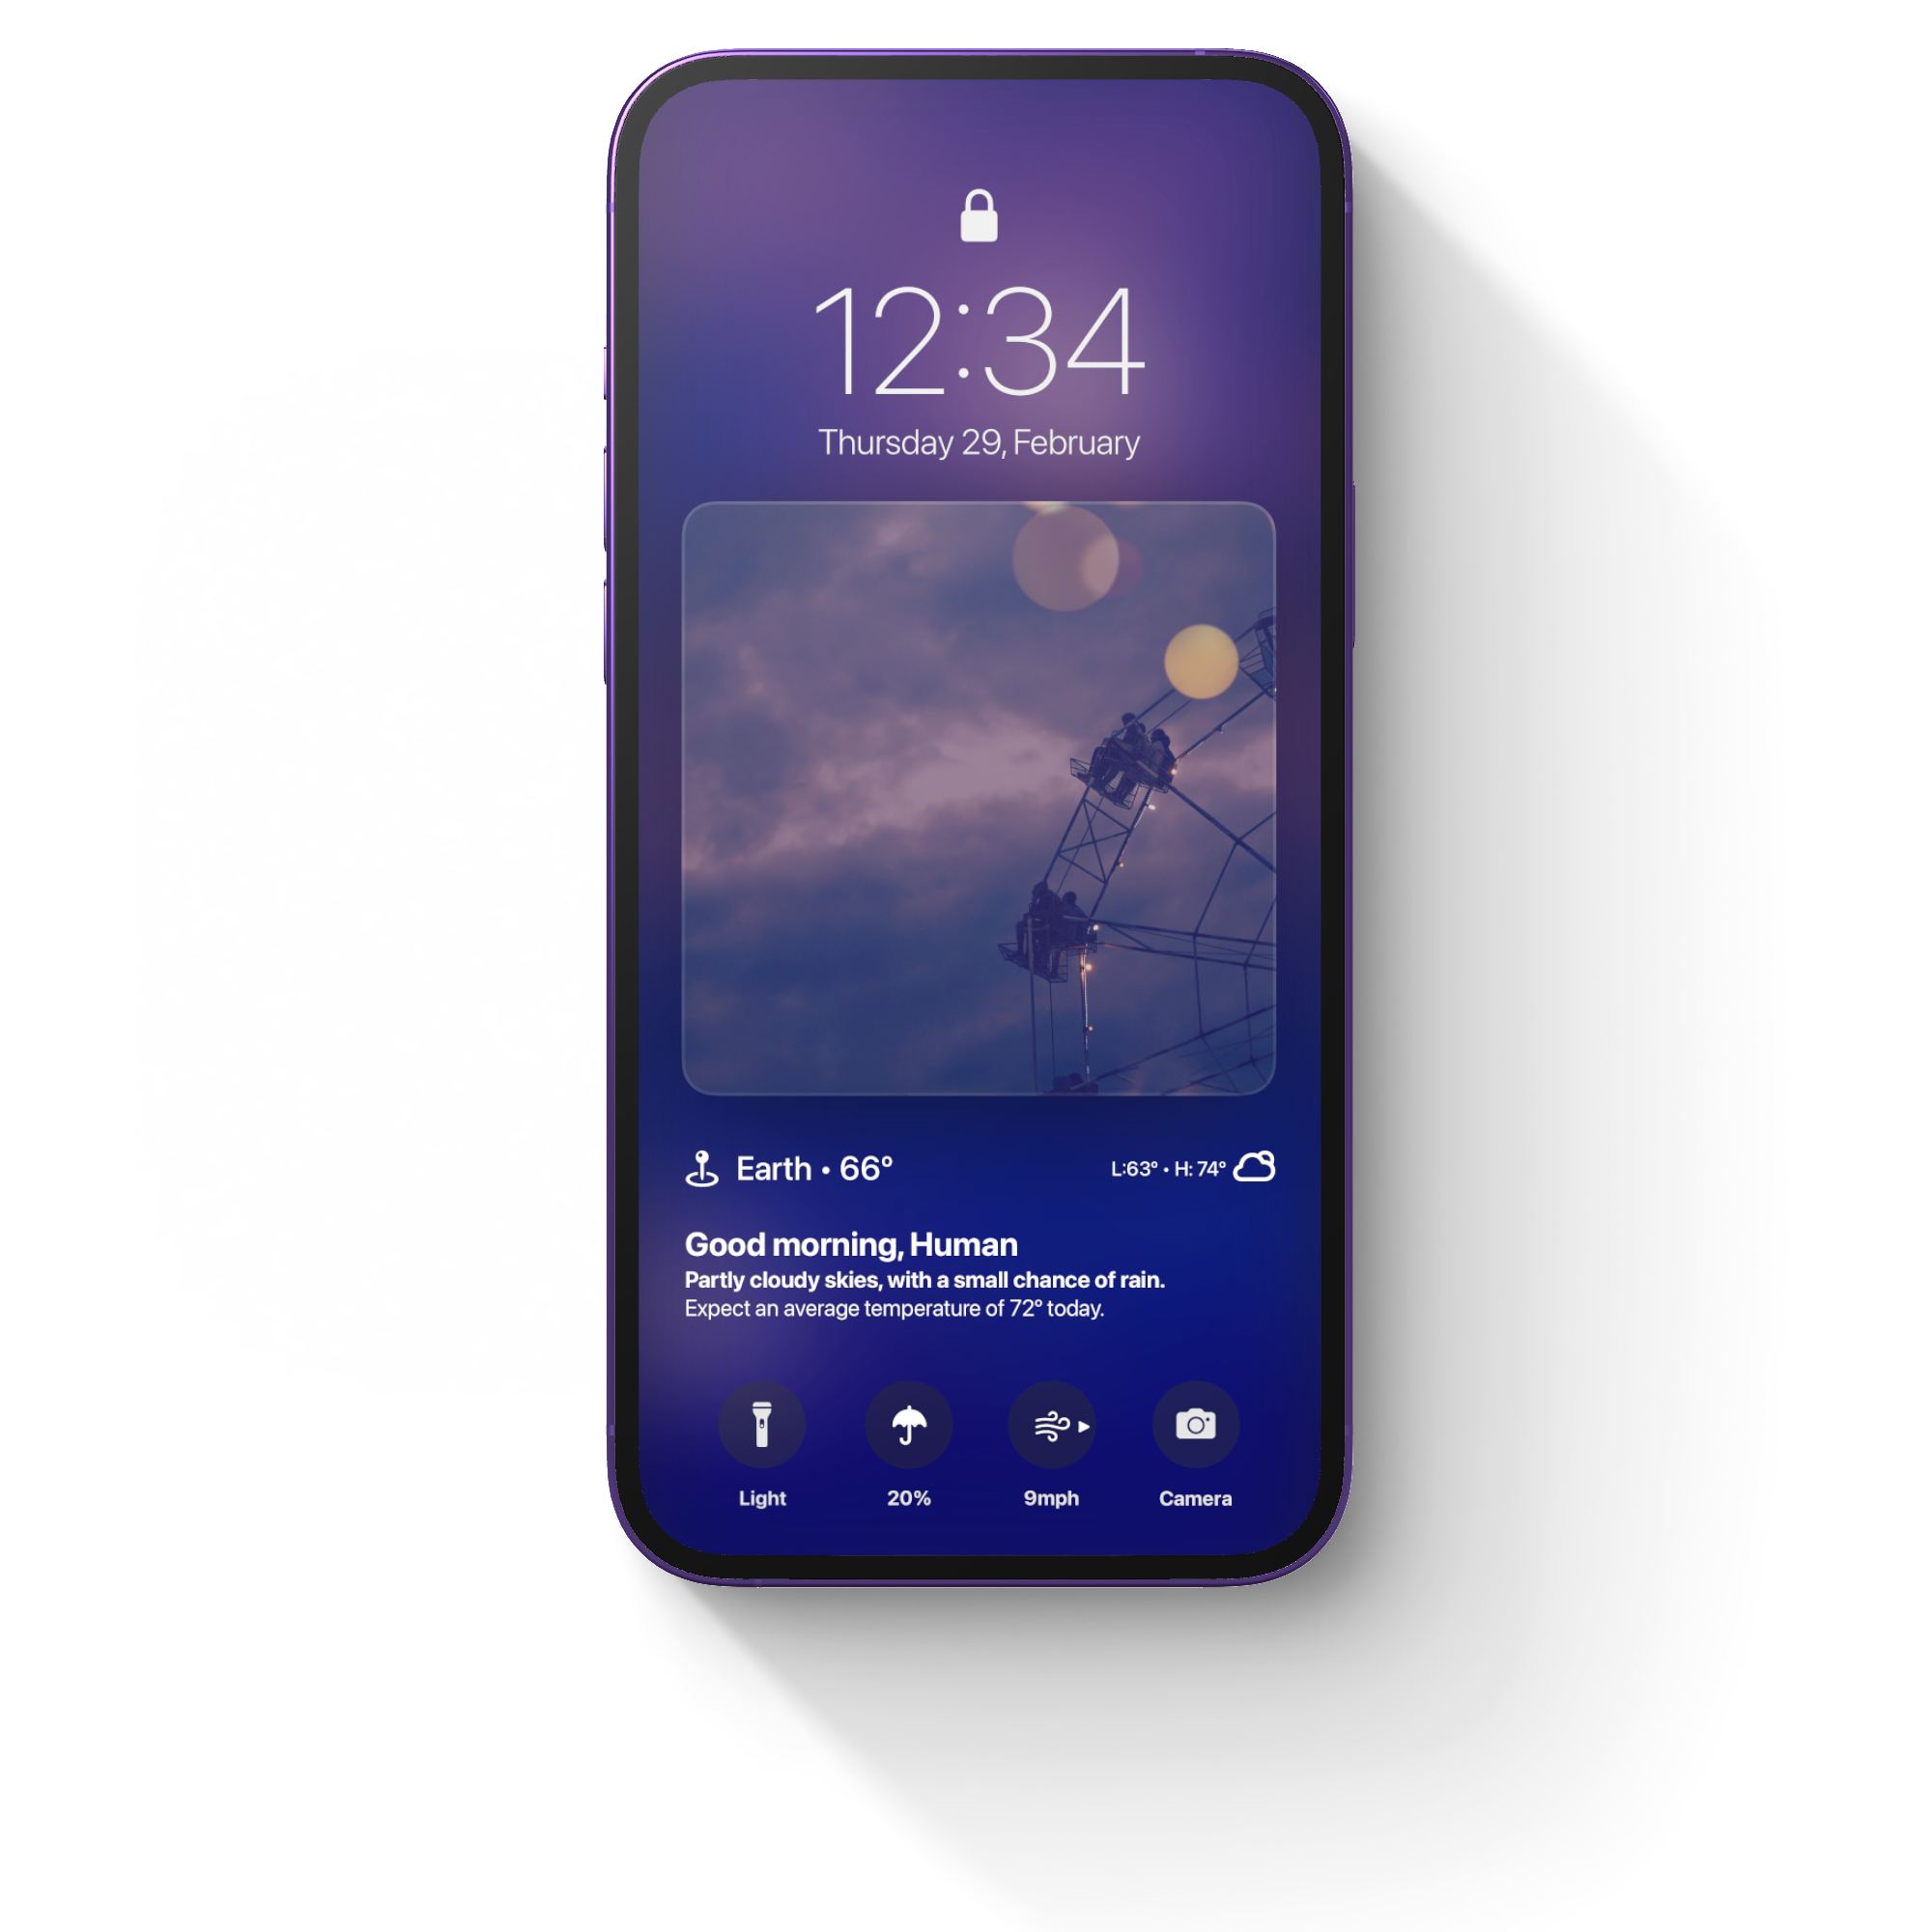 12:34
Thursday 29, February
Earth • 66°
L:63° • H: 74°
Good morning, Human
Partly cloudy skies, with a small chance of rain.
Expect an average temperature of 72° today.
Light
20%
9mph
Camera